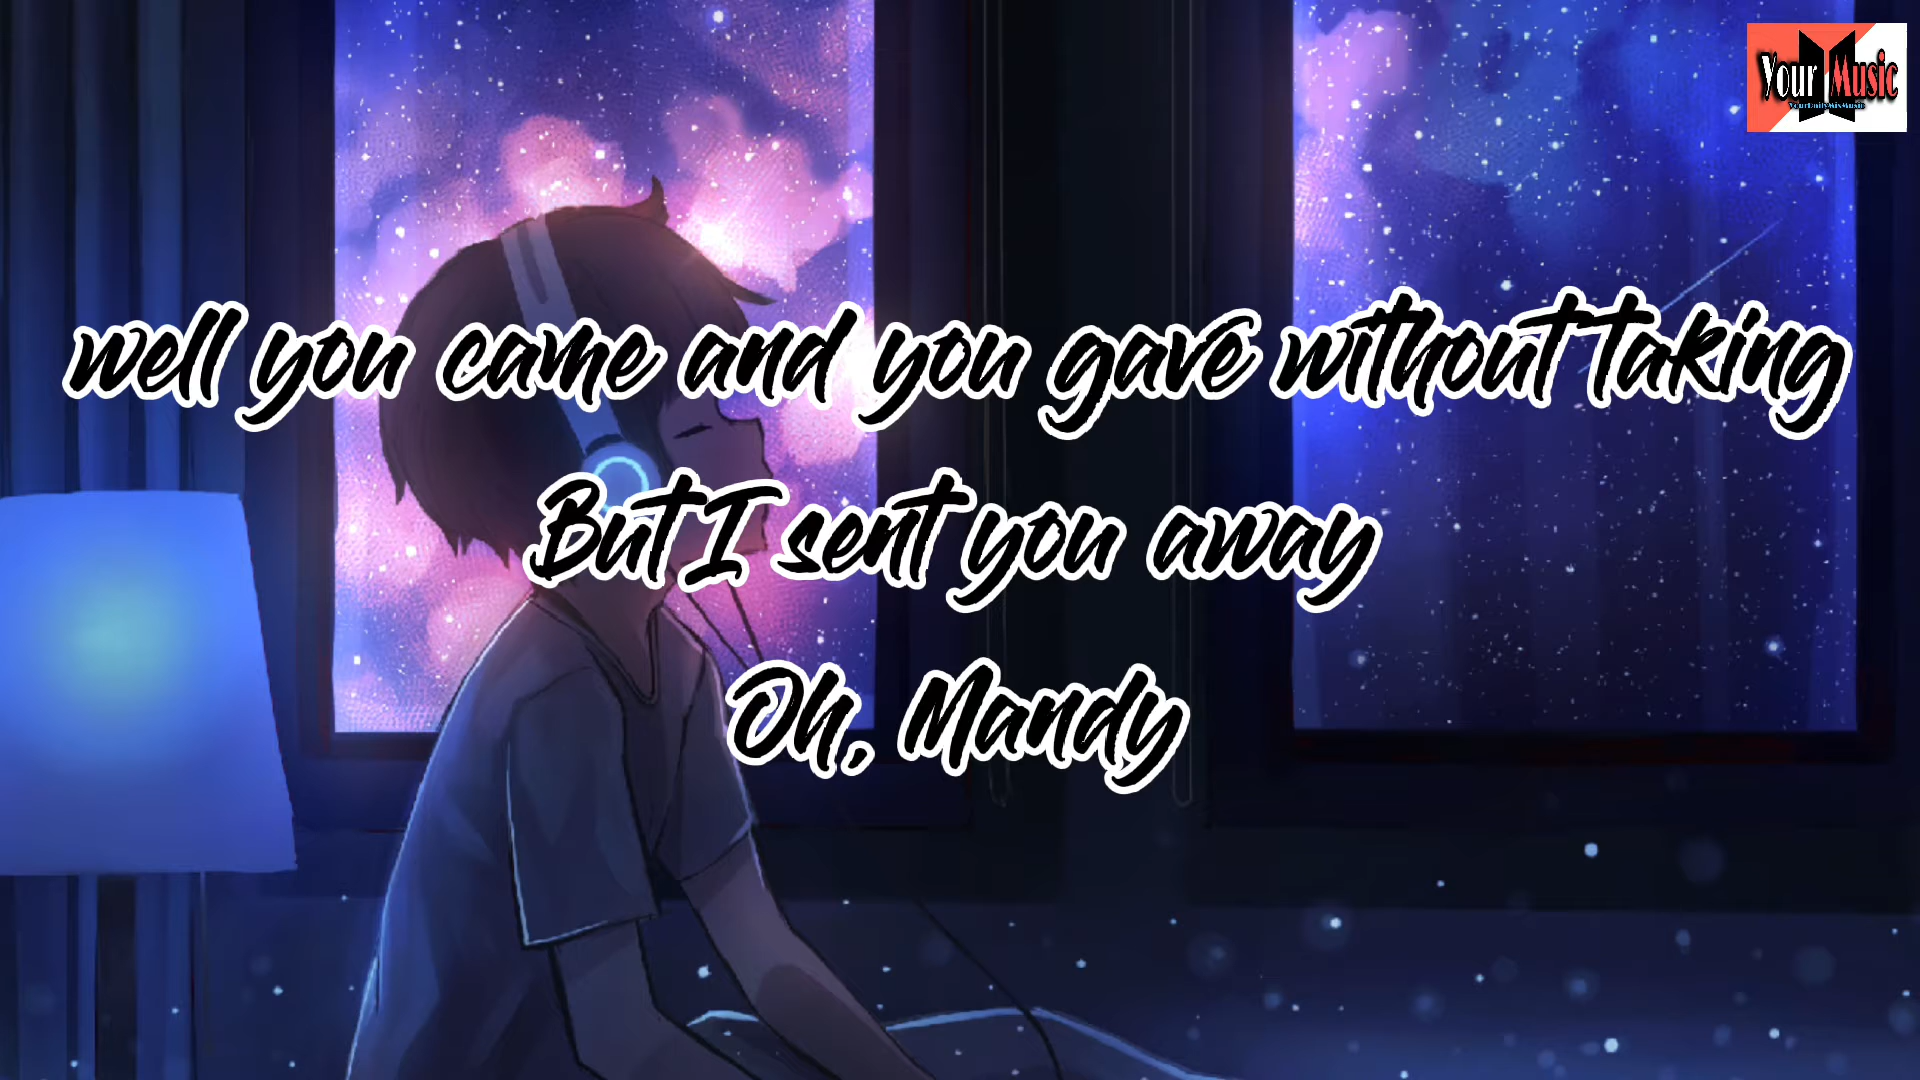 Your Music
well you came and you gave without taking
But I sent you away
Oh, Mandy